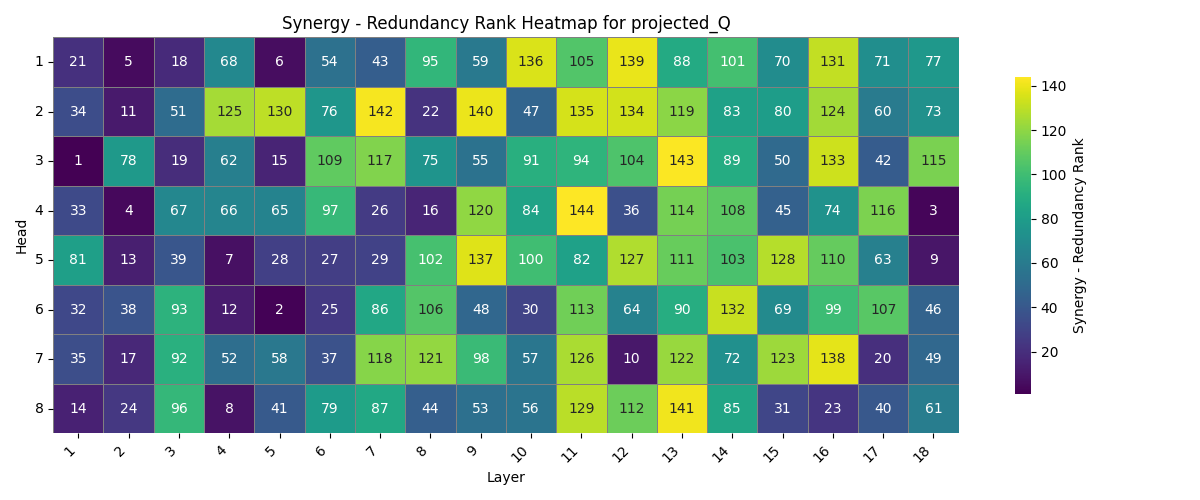 Synergy - Redundancy Rank Heatmap for projected_Q
1 21 5 18 68 6 54 43 95 59 136 105 139 88 101 70 131 71 77
2 34 11 51 125 130 76 142 22 140 47 135 134 119 83 80 124 60 73
3 1 78 19 62 15 109 117 75 55 91 94 104 143 89 50 133 42 115
4 33 4 67 66 65 97 26 16 120 84 144 36 114 108 45 74 116 3
5 81 13 39 7 28 27 29 102 137 100 82 127 111 103 128 110 63 9
6 32 38 93 12 2 25 86 106 48 30 113 64 90 132 69 99 107 46
7 35 17 92 52 58 37 118 121 98 57 126 10 122 72 123 138 20 49
8 14 24 96 8 41 79 87 44 53 56 129 112 141 85 31 23 40 61
1 2 3 4 5 6 7 8 9 10 11 12 13 14 15 16 17 18
Layer
Head
140
120
100
80
60
40
20
Synergy - Redundancy Rank